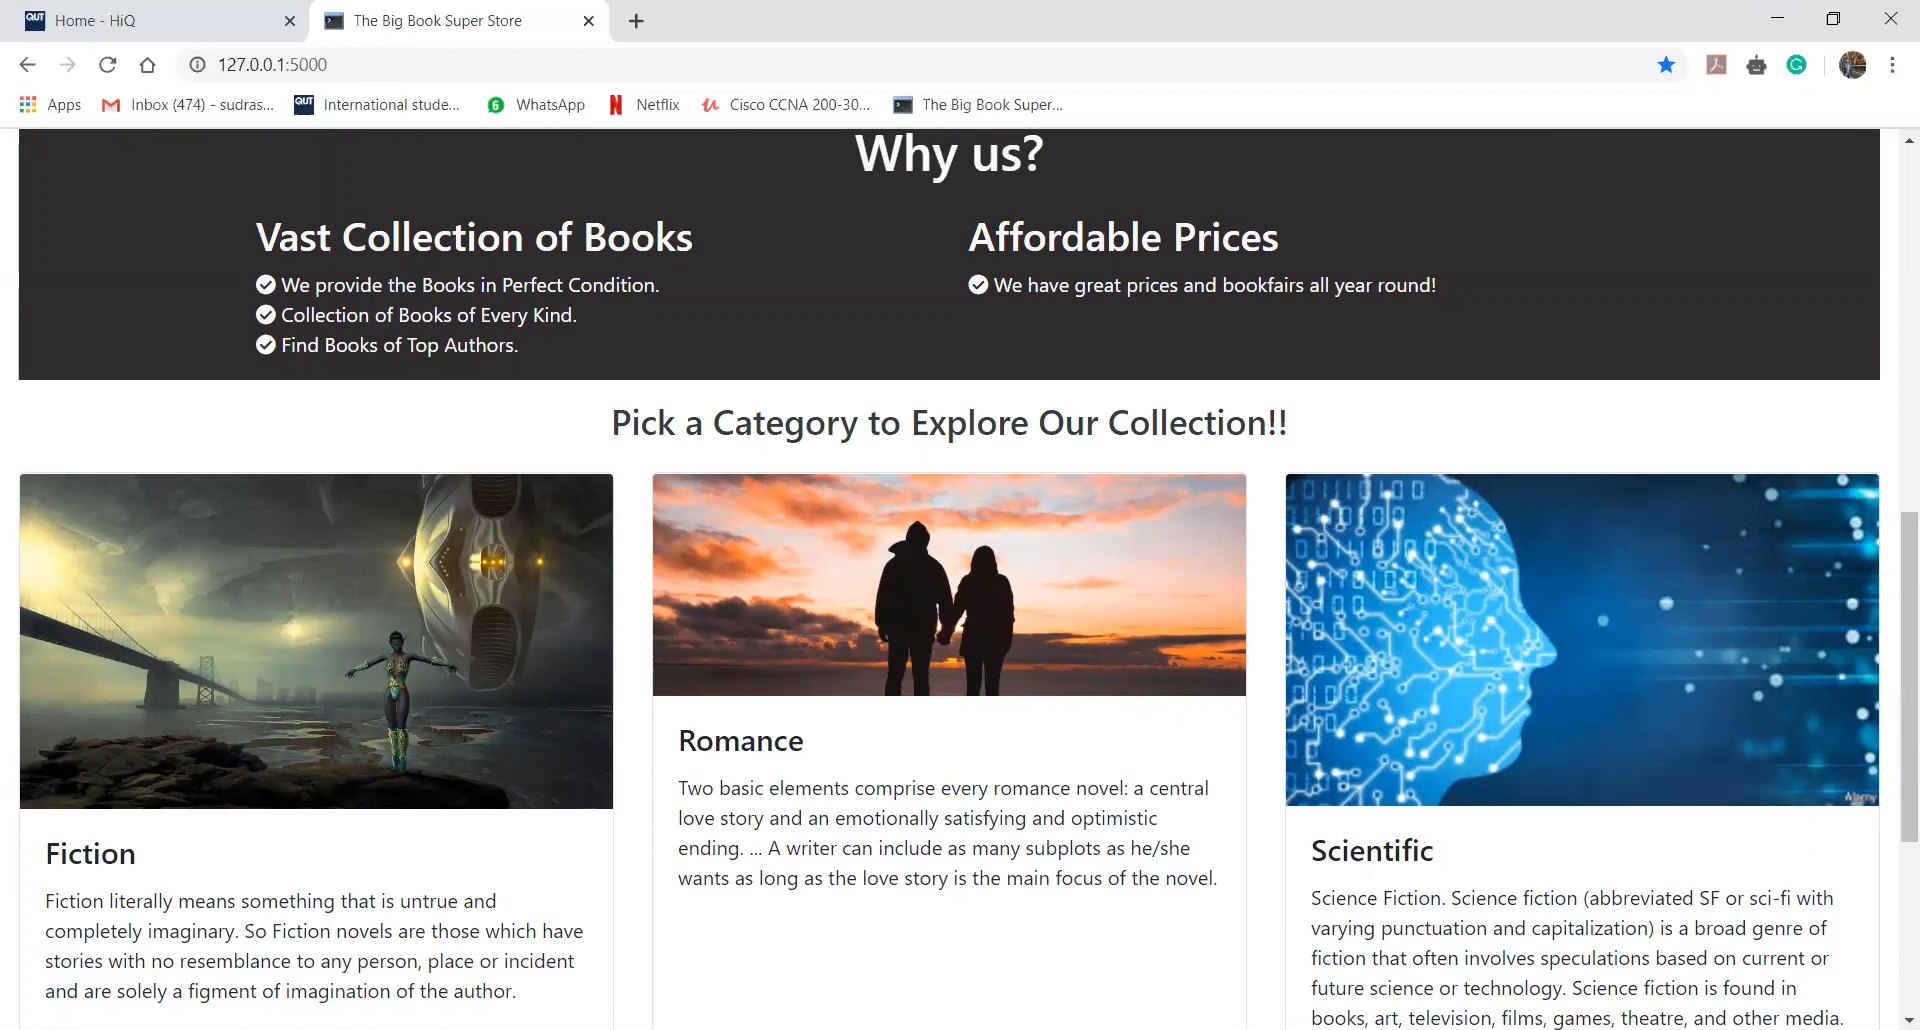 QUT Home - HiQ
The Big Book Super Store
127.0.0.1:5000
Apps
Inbox (474) - sudras...
QUT International stude...
6 WhatsApp
N Netflix
Cisco CCNA 200-30...
The Big Book Super...
Why us?
Vast Collection of Books
We provide the Books in Perfect Condition.
Collection of Books of Every Kind.
Find Books of Top Authors.
Affordable Prices
We have great prices and bookfairs all year round!
Pick a Category to Explore Our Collection!!
Fiction
Fiction literally means something that is untrue and
completely imaginary. So Fiction novels are those which have
stories with no resemblance to any person, place or incident
and are solely a figment of imagination of the author.
Romance
Two basic elements comprise every romance novel: a central
love story and an emotionally satisfying and optimistic
ending. ... A writer can include as many subplots as he/she
wants as long as the love story is the main focus of the novel.
alamy
Scientific
Science Fiction. Science fiction (abbreviated SF or sci-fi with
varying punctuation and capitalization) is a broad genre of
fiction that often involves speculations based on current or
future science or technology. Science fiction is found in
books, art, television, films, games, theatre, and other media.